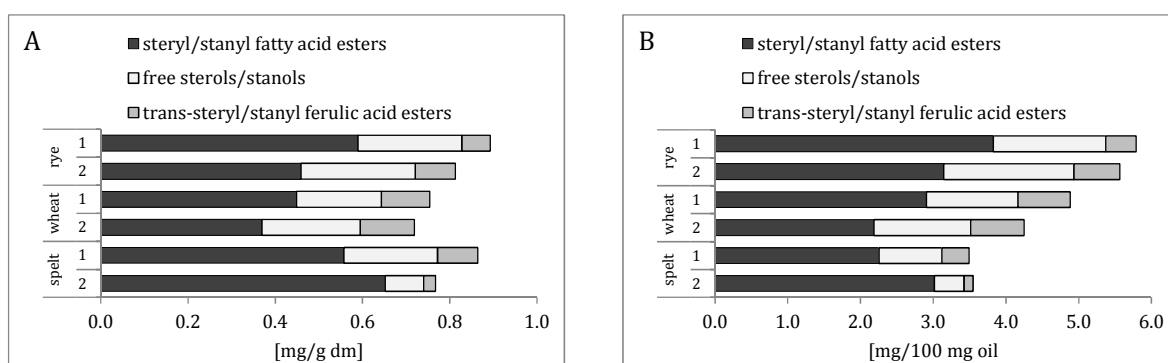 A
steryl/stanyl fatty acid esters
free sterols/stanols
trans-steryl/stanyl ferulic acid esters
rye
1
2
wheat
1
2
spelt
1
2
0.0 0.2 0.4 0.6 0.8 1.0
[mg/g dm]
B
steryl/stanyl fatty acid esters
free sterols/stanols
trans-steryl/stanyl ferulic acid esters
rye
1
2
wheat
1
2
spelt
1
2
0.0 1.0 2.0 3.0 4.0 5.0 6.0
[mg/100 mg oil]